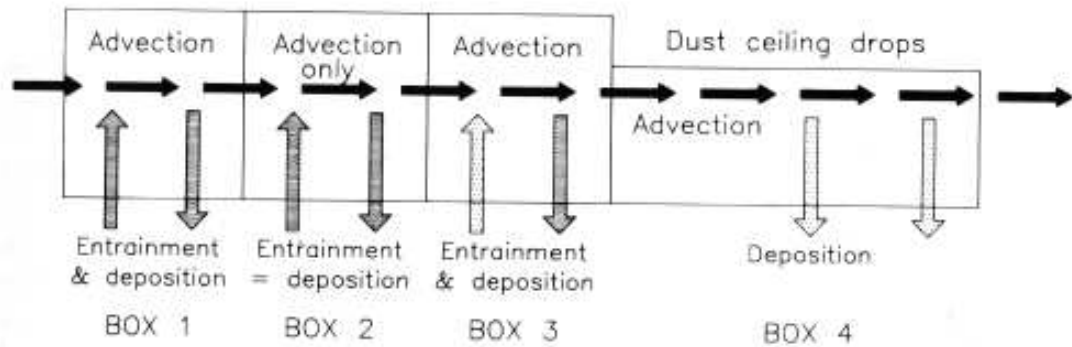 Advection
Advection
only
Advection
Dust ceiling drops
Advection
Entrainment
& deposition
Entrainment
= deposition
Entrainment
& deposition
Deposition
BOX 1
BOX 2
BOX 3
BOX 4